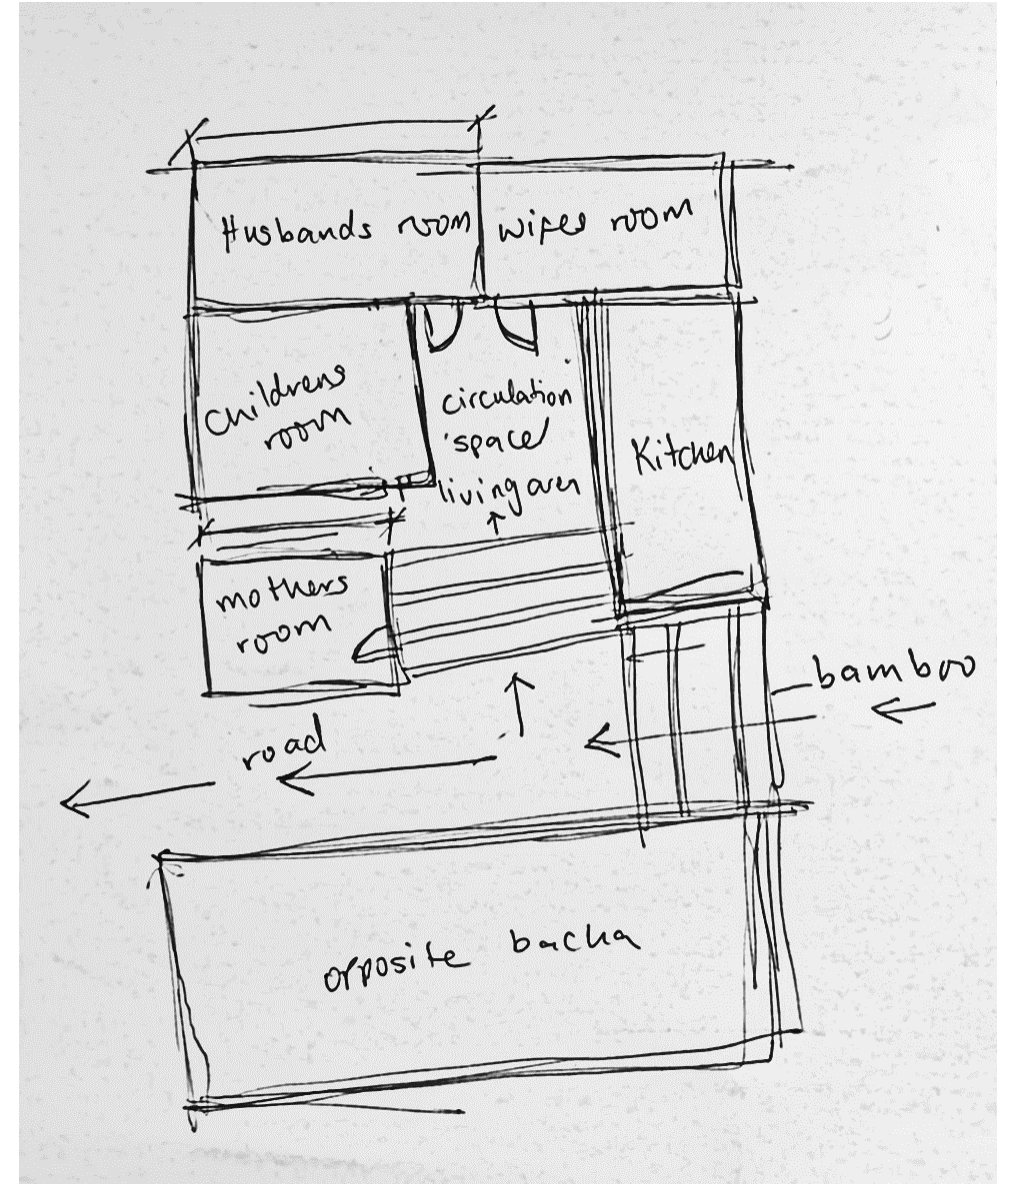 Husbands room
wifes room
childrens
room
circulation
space
living area
Kitchen
mothers
room
bamboo
road
opposite bacha